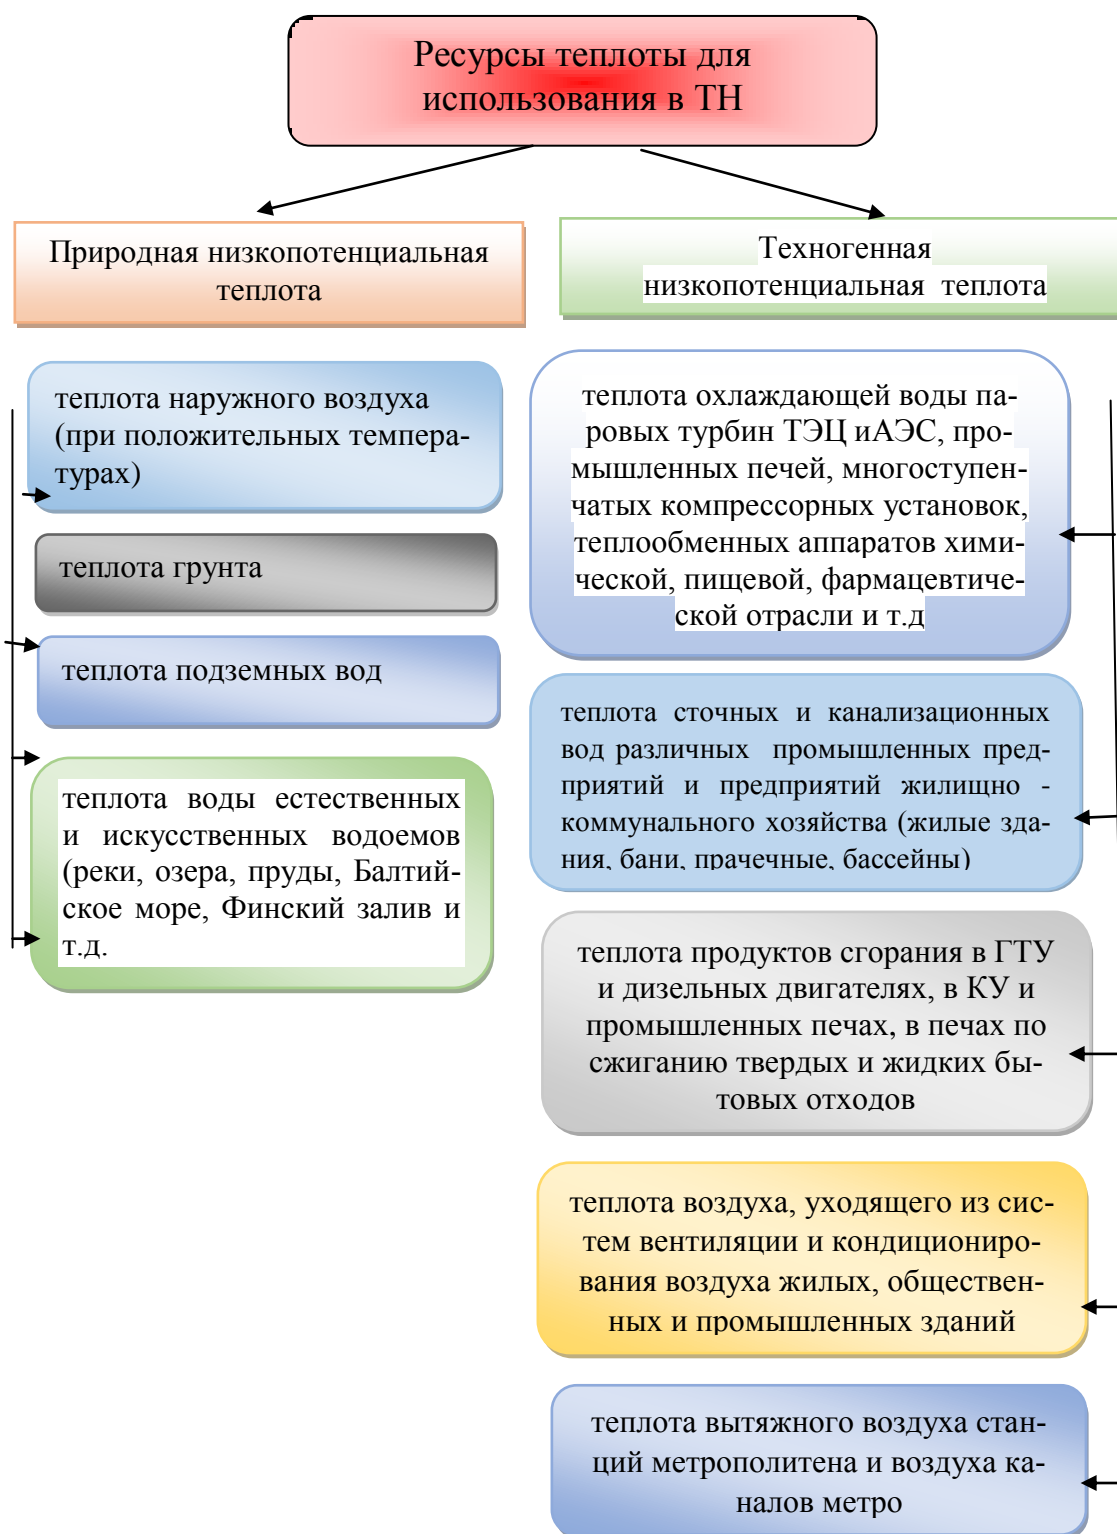 Ресурсы теплоты для
использования в ТН
Природная низкопотенциальная
теплота
Техногенная
низкопотенциальная теплота
теплота наружного воздуха
(при положительных темпера-
турах)
теплота грунта
теплота подземных вод
теплота воды естественных
и искусственных водоемов
(реки, озера, пруды, Балтий-
ское море, Финский залив и
т.д.
теплота охлаждающей воды па-
ровых турбин ТЭЦ иАЭС, про-
мышленных печей, многоступен-
чатых компрессорных установок,
теплообменных аппаратов хими-
ческой, пищевой, фармацевтиче-
ской отрасли и т.д
теплота сточных и канализационных
вод различных промышленных пред-
приятий и предприятий жилищно -
коммунального хозяйства (жилые зда-
ния, бани, прачечные, бассейны)
теплота продуктов сгорания в ГТУ
и дизельных двигателях, в КУ и
промышленных печах, в печах по
сжиганию твердых и жидких бы-
товых отходов
теплота воздуха, уходящего из сис-
тем вентиляции и кондициониро-
вания воздуха жилых, обществен-
ных и промышленных зданий
теплота вытяжного воздуха стан-
ций метрополитена и воздуха ка-
налов метро